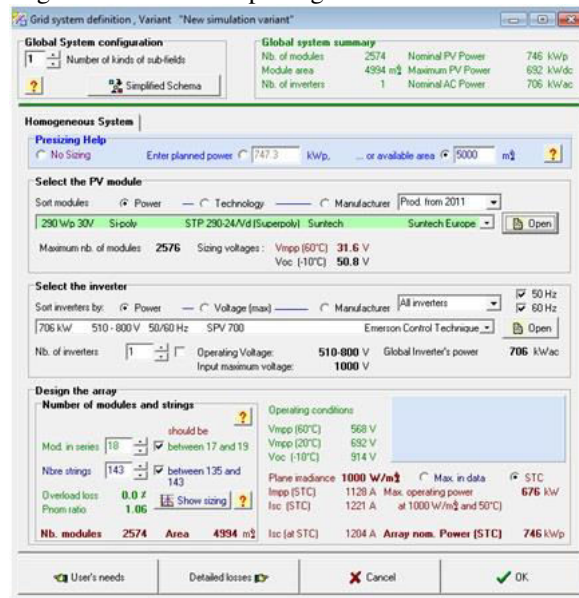 Grid system definition , Variant "New simulation variant"
Global System configuration
1 Number of kinds of sub-fields
? Simplified Schema
Global system summary
Nb. of modules 2574 Nominal PV Power 746 kWp
Module area 4994 m² Maximum PV Power 692 kWdc
Nb. of inverters 1 Nominal AC Power 706 kWac
Homogeneous System
Presizing Help
No Sizing Enter planned power 747.3 kWp, ... or available area 5000 m² ?
Select the PV module
Sort modules Power Technology Manufacturer Prod. from 2011
290 Wp 30V Si-poly STP 290-24/Vd (Superpoly) Suntech Suntech Europe Open
Maximum nb. of modules 2576 Sizing voltages : Vmpp (60°C) 31.6 V
Voc (-10°C) 50.8 V
Select the inverter
Sort inverters by: Power Voltage (max) Manufacturer All inverters 50 Hz
60 Hz
706 kW 510 - 800 V 50/60 Hz SPV 700 Emerson Control Technique Open
Nb. of inverters 1 Operating Voltage: 510-800 V Global Inverter's power 706 kWac
Input maximum voltage: 1000 V
Design the array
Number of modules and strings
?
should be
Mod. in series 18 between 17 and 19
Nbre strings 143 between 135 and
143
Overload loss 0.0 %
Pnom ratio 1.06 Show sizing ?
Nb. modules 2574 Area 4994 m²
Operating conditions
Vmpp (60°C) 568 V
Vmpp (20°C) 692 V
Voc (-10°C) 914 V
Plane irradiance 1000 W/m² Max. in data STC
Impp (STC) 1128 A Max. operating power 676 kW
Isc (STC) 1221 A at 1000 W/m² and 50°C)
Isc (at STC) 1204 A Array nom. Power (STC) 746 kWp
User's needs Detailed losses Cancel OK